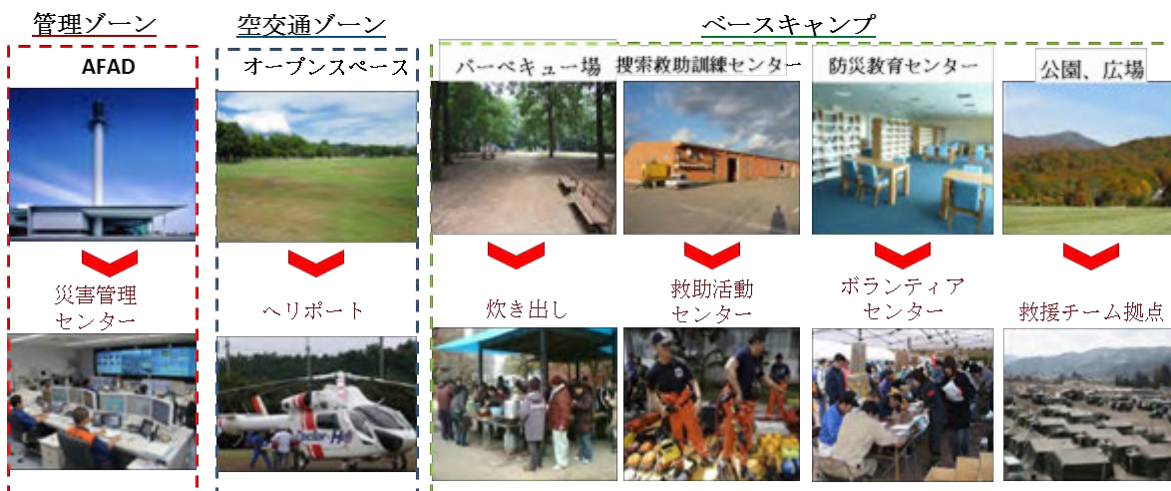 管理ゾーン
空交通ゾーン
ベースキャンプ
AFAD
オープンスペース
バーベキュー場
捜索救助訓練センター
防災教育センター
公園、広場
災害管理
センター
ヘリポート
炊き出し
救助活動
センター
ボランティア
センター
救援チーム拠点